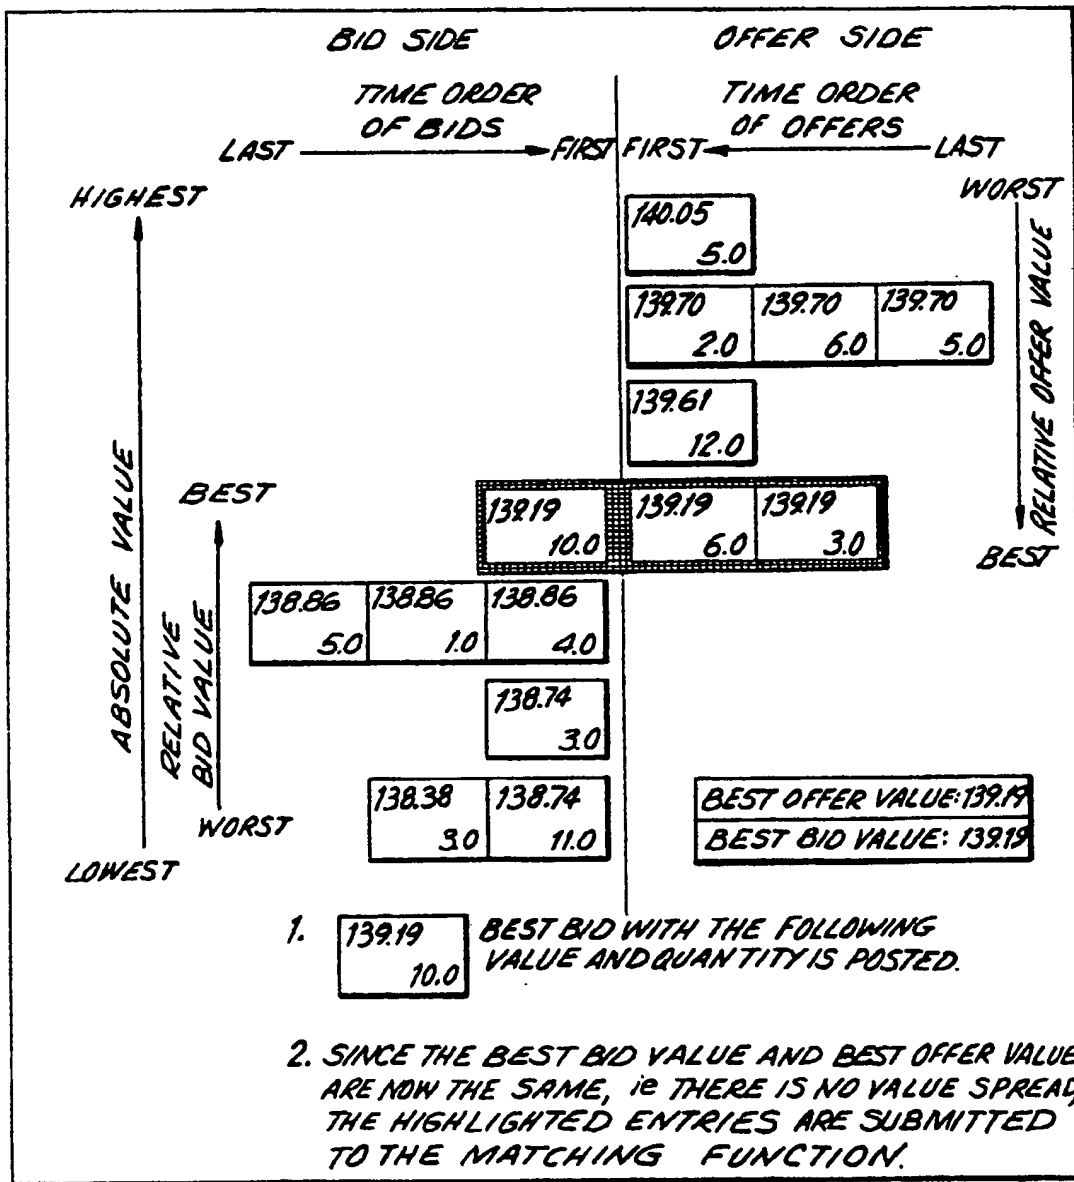 BID SIDE
OFFER SIDE
TIME ORDER
OF BIDS
TIME ORDER
OF OFFERS
LAST
FIRST
FIRST
LAST
HIGHEST
WORST
140.05
5.0
139.70
139.70
139.70
2.0
6.0
5.0
RELATIVE OFFER VALUE
139.61
12.0
ABSOLUTE VALUE
BEST
139.19
139.19
139.19
10.0
6.0
3.0
BEST
RELATIVE
BID VALUE
138.86
138.86
138.86
5.0
1.0
4.0
138.74
3.0
138.38
138.74
3.0
11.0
WORST
LOWEST
BEST OFFER VALUE: 139.19
BEST BID VALUE: 139.19
1.
139.19
10.0
BEST BID WITH THE FOLLOWING
VALUE AND QUANTITY IS POSTED.
2. SINCE THE BEST BID VALUE AND BEST OFFER VALUE
ARE NOW THE SAME, ie THERE IS NO VALUE SPREAD,
THE HIGHLIGHTED ENTRIES ARE SUBMITTED
TO THE MATCHING FUNCTION.